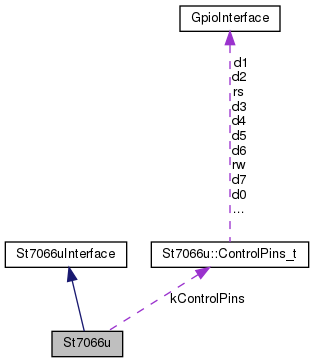 GpioInterface
d1
d2
rs
d3
d4
d5
d6
rw
d7
d0
...
St7066uInterface
St7066u::ControlPins_t
kControlPins
St7066u